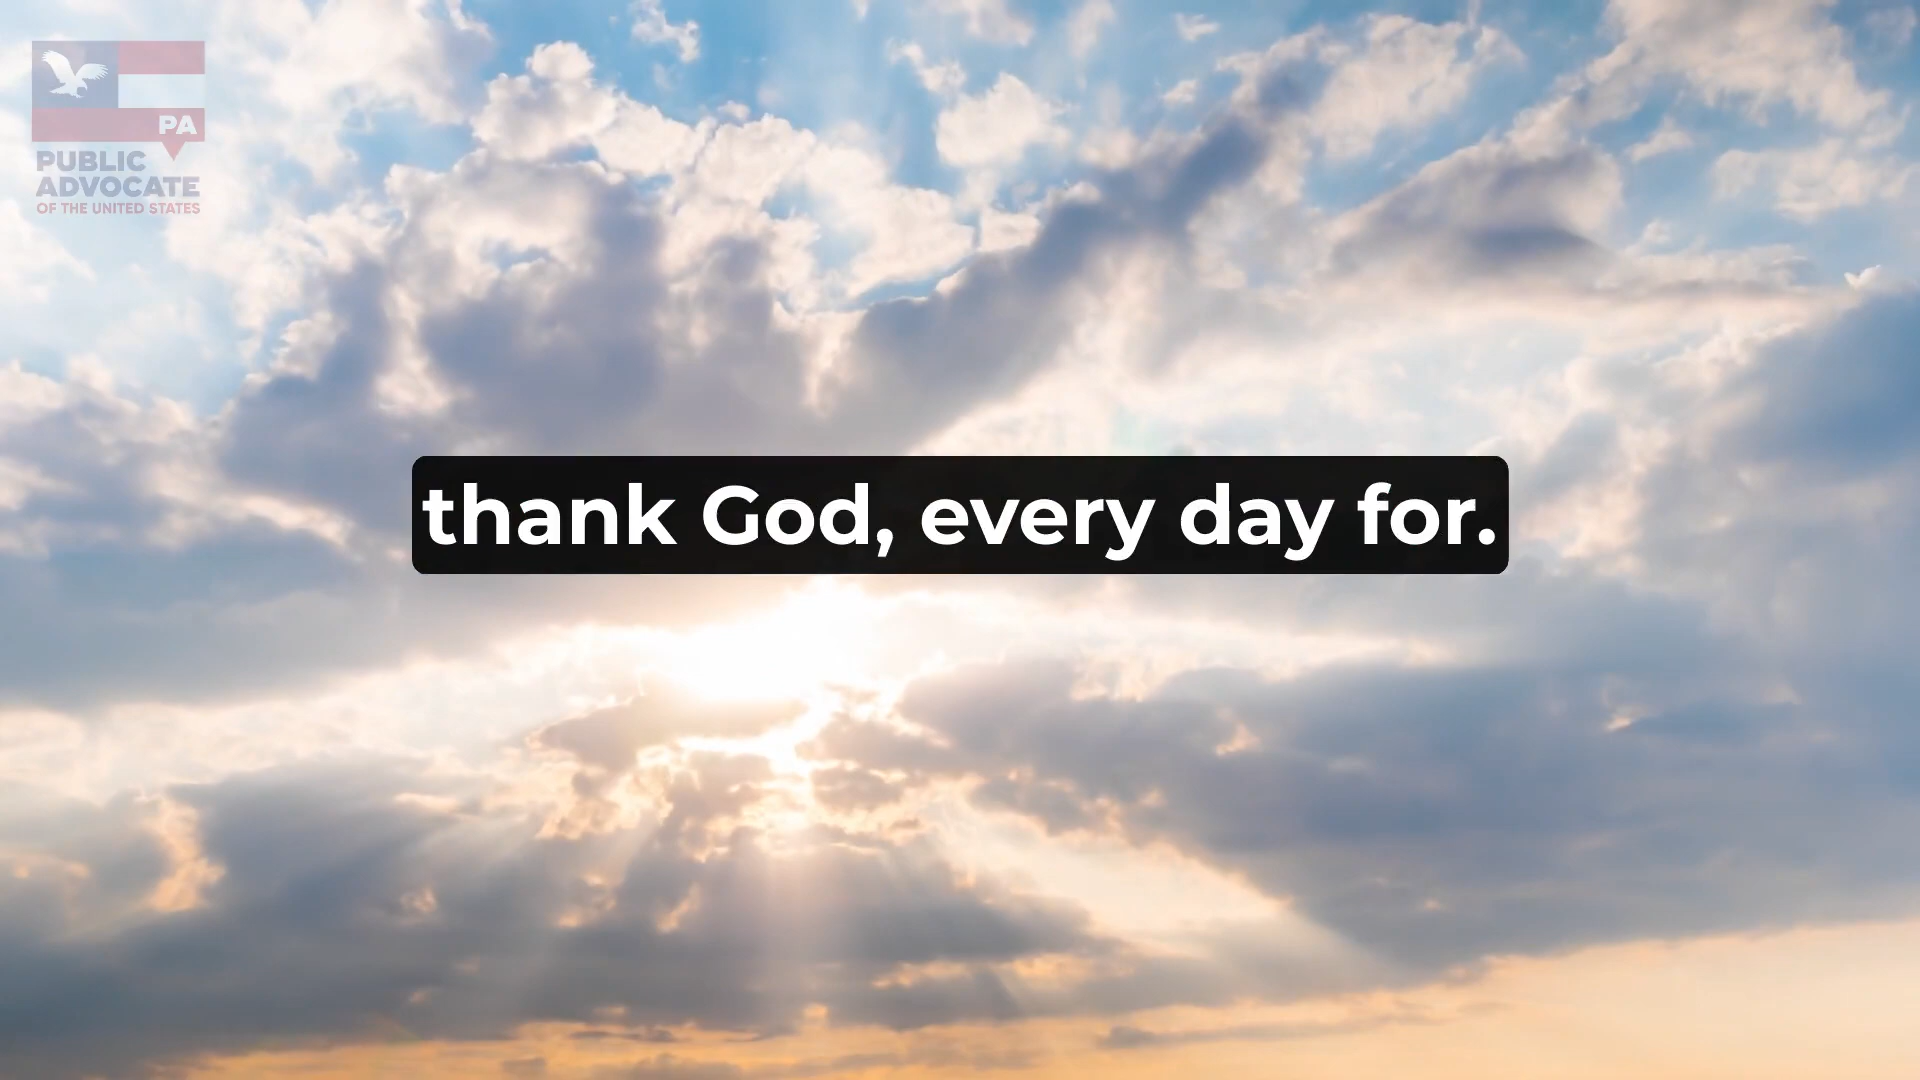 PA
PUBLIC
ADVOCATE
OF THE UNITED STATES
thank God, every day for.